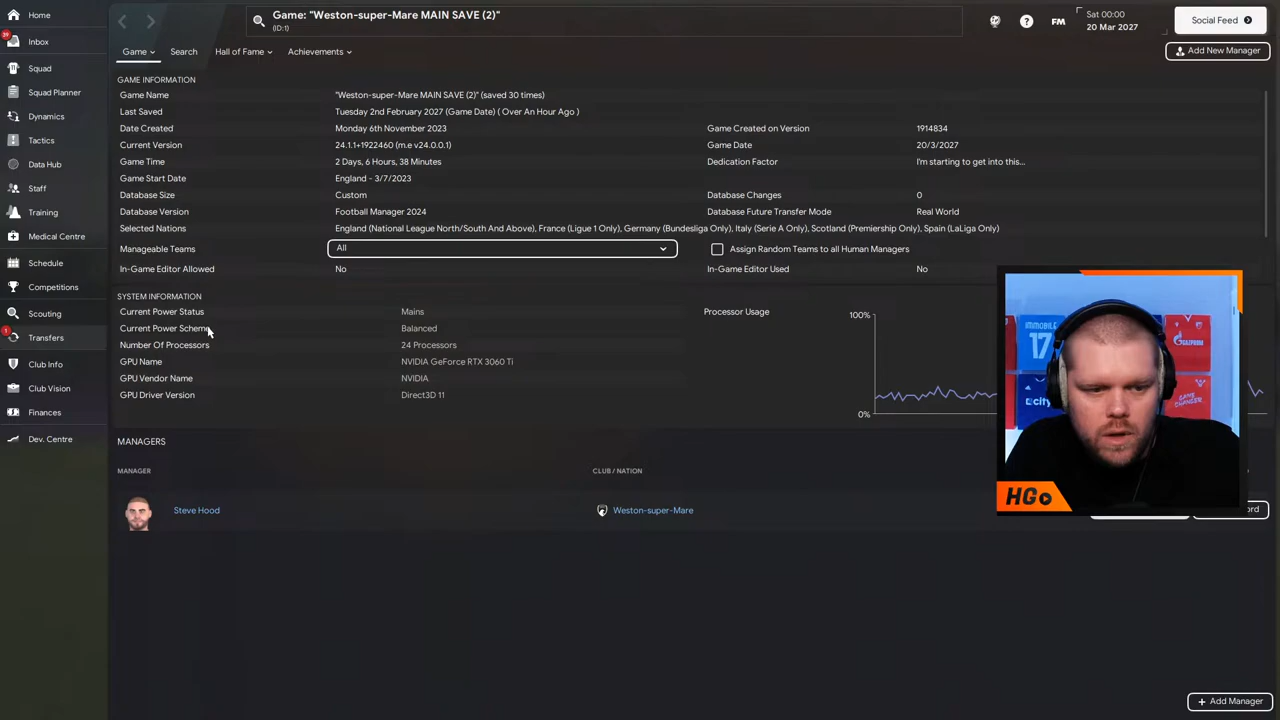 Home
Game: "Weston-super-Mare MAIN SAVE (2)"
(ID:1)
FM
Sat 00:00
20 Mar 2027
Social Feed
39
Inbox
Squad
Squad Planner
Dynamics
Tactics
Data Hub
Staff
Training
Medical Centre
Schedule
Competitions
Scouting
1
Transfers
Club Info
Club Vision
Finances
Dev. Centre
Game
Search
Hall of Fame
Achievements
Add New Manager
GAME INFORMATION
Game Name "Weston-super-Mare MAIN SAVE (2)" (saved 30 times)
Last Saved Tuesday 2nd February 2027 (Game Date) ( Over An Hour Ago )
Date Created Monday 6th November 2023 Game Created on Version 1914834
Current Version 24.1.1+1922460 (m.e v24.0.0.1) Game Date 20/3/2027
Game Time 2 Days, 6 Hours, 38 Minutes Dedication Factor I'm starting to get into this...
Game Start Date England - 3/7/2023
Database Size Custom Database Changes 0
Database Version Football Manager 2024 Database Future Transfer Mode Real World
Selected Nations England (National League North/South And Above), France (Ligue 1 Only), Germany (Bundesliga Only), Italy (Serie A Only), Scotland (Premiership Only), Spain (LaLiga Only)
Manageable Teams All Assign Random Teams to all Human Managers
In-Game Editor Allowed No In-Game Editor Used No
SYSTEM INFORMATION
Current Power Status Mains Processor Usage 100%
Current Power Scheme Balanced
Number Of Processors 24 Processors
GPU Name NVIDIA GeForce RTX 3060 Ti
GPU Vendor Name NVIDIA
GPU Driver Version Direct3D 11
0%
MANAGERS
MANAGER CLUB / NATION
Steve Hood Weston-super-Mare
IMMOBILE
17
GAZPROM
city
GAME CHANGER
HGo
Add Manager